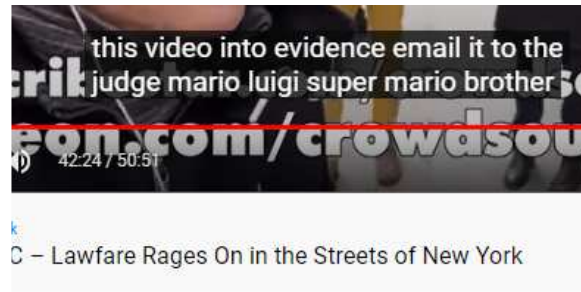 this video into evidence email it to the
judge mario luigi super mario brother
crib
eon.com/crowdsou
42:24 / 50:51
k
C – Lawfare Rages On in the Streets of New York